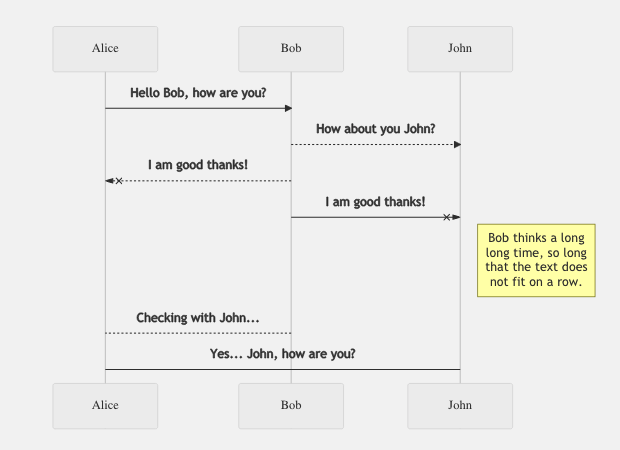 Alice
Bob
John
Hello Bob, how are you?
How about you John?
I am good thanks!
I am good thanks!
Bob thinks a long
long time, so long
that the text does
not fit on a row.
Checking with John...
Yes... John, how are you?
Alice
Bob
John